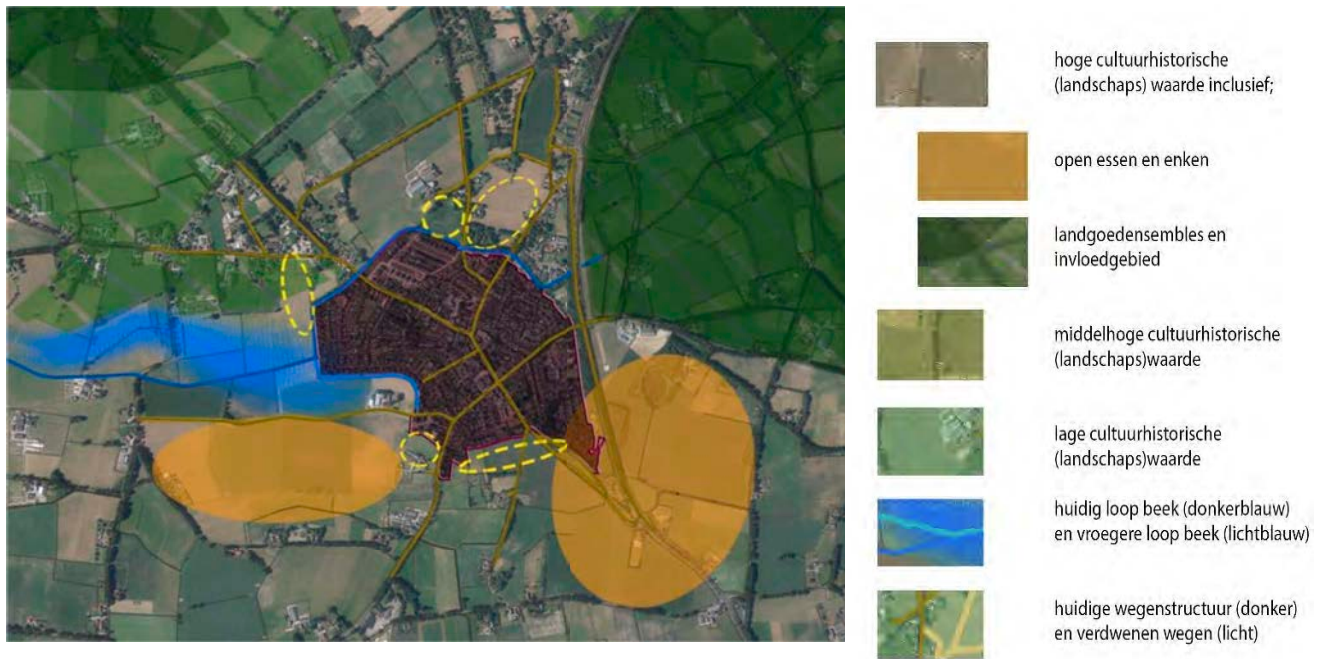 hoge cultuurhistorische
(landschaps) waarde inclusief;
open essen en enken
landgoedensembles en
invloedgebied
middelhoge cultuurhistorische
(landschaps)waarde
lage cultuurhistorische
(landschaps)waarde
huidig loop beek (donkerblauw)
en vroegere loop beek (lichtblauw)
huidige wegenstructuur (donker)
en verdwenen wegen (licht)